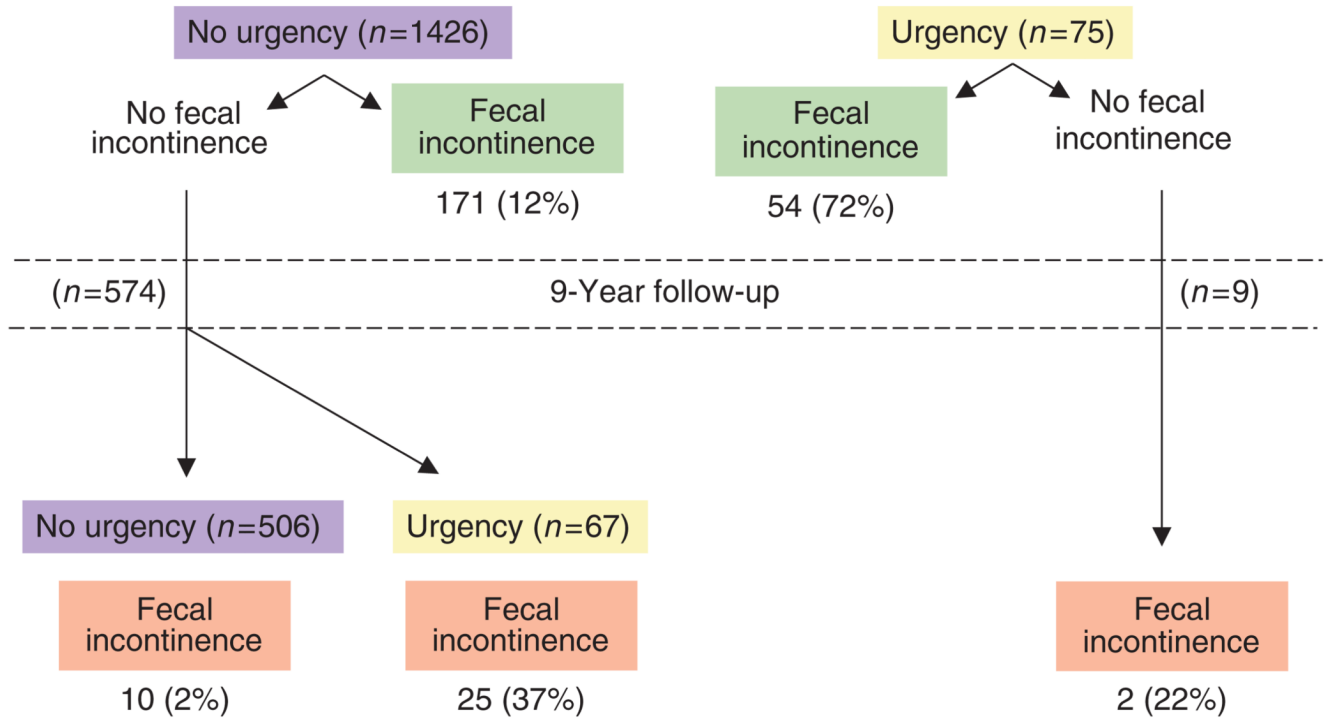 No urgency (n=1426)
Urgency (n=75)
No fecal
incontinence
Fecal
incontinence
171 (12%)
Fecal
incontinence
54 (72%)
No fecal
incontinence
(n=574)
9-Year follow-up
(n=9)
No urgency (n=506)
Urgency (n=67)
Fecal
incontinence
10 (2%)
Fecal
incontinence
25 (37%)
Fecal
incontinence
2 (22%)